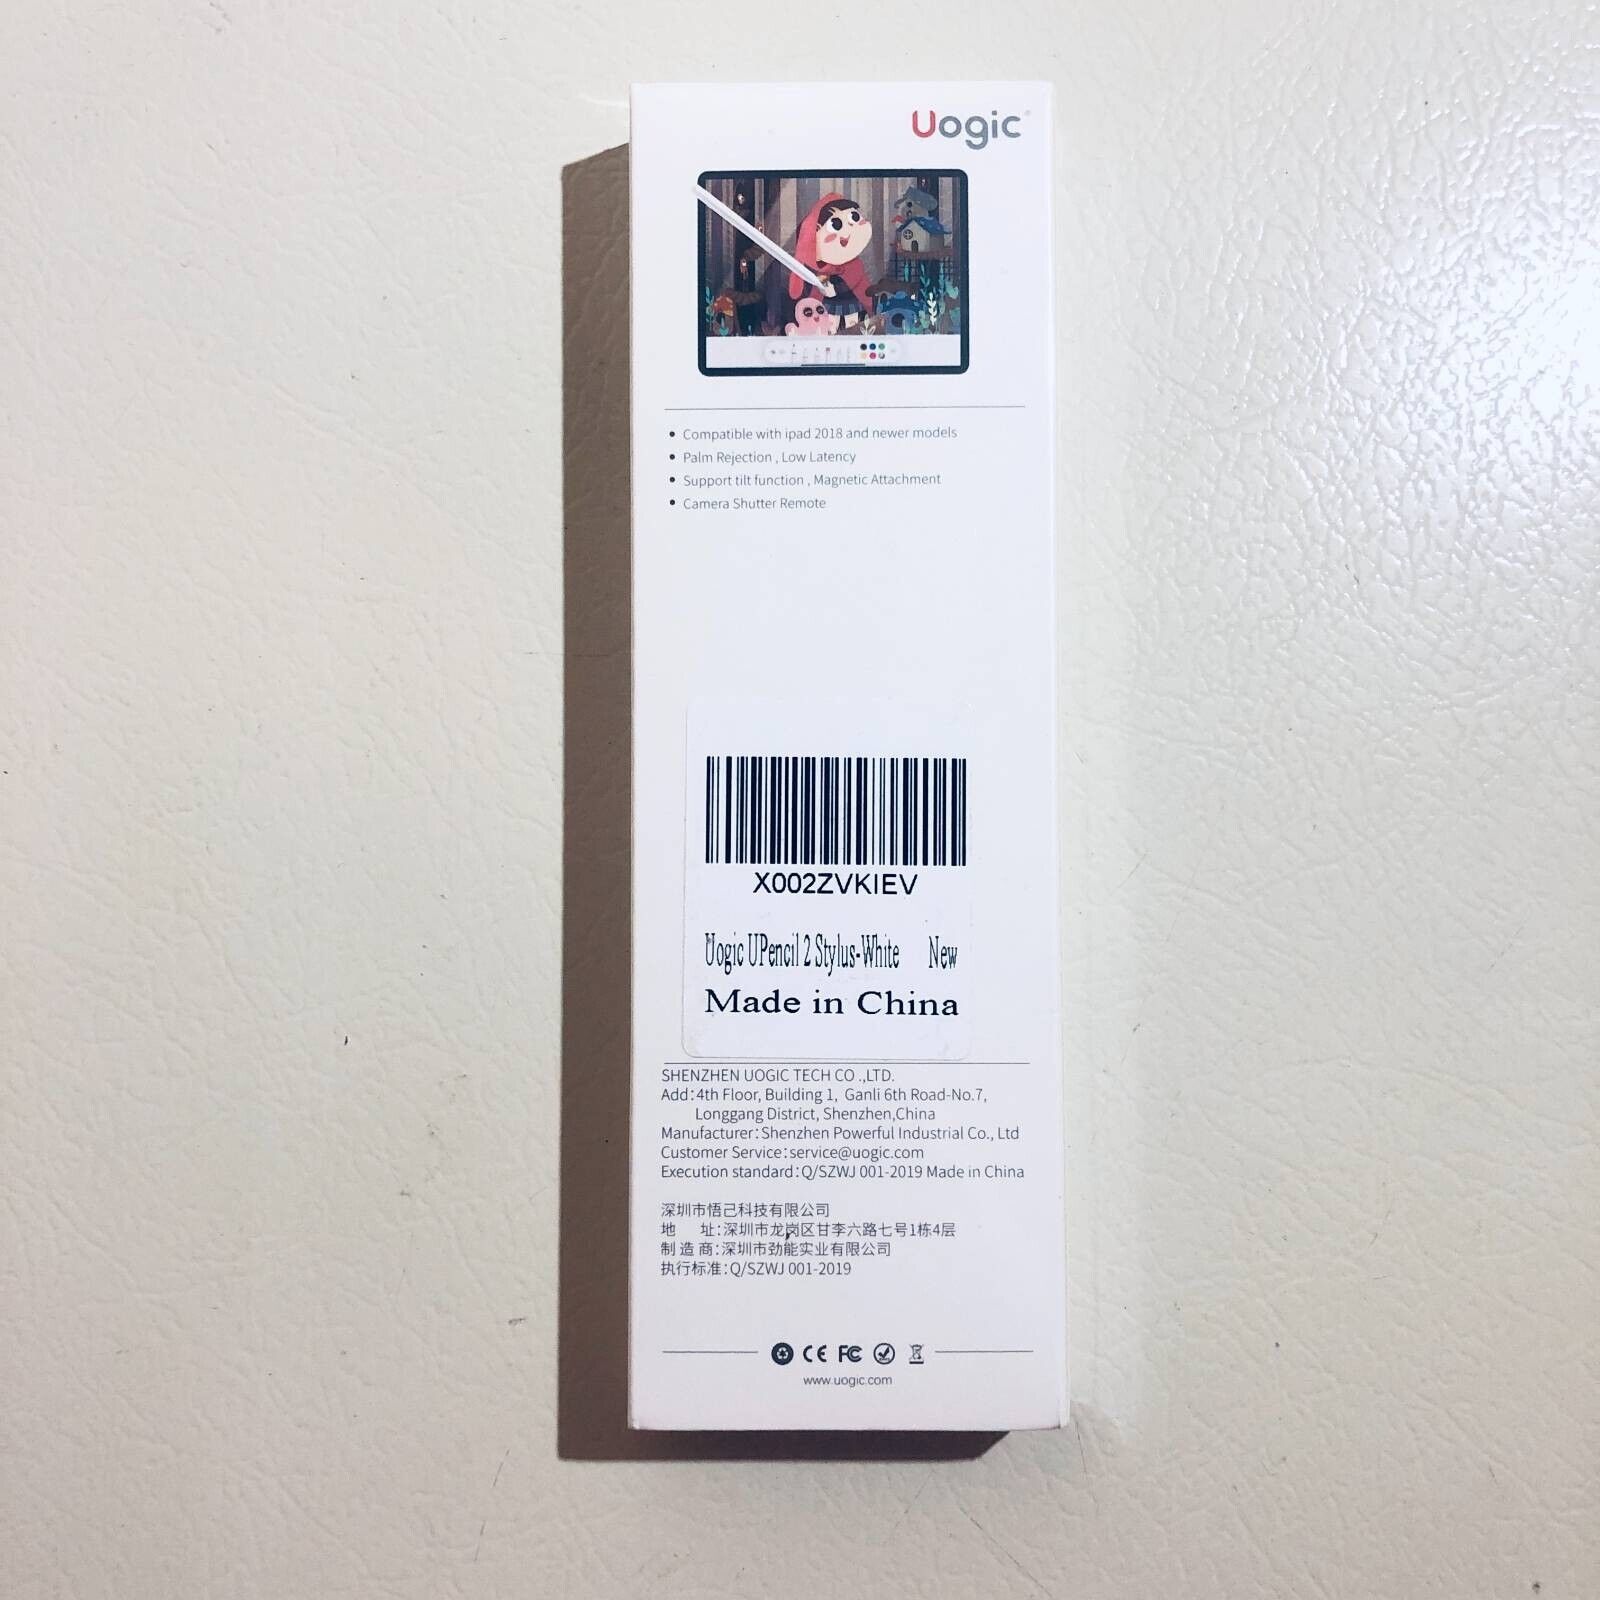 Uogic
• Compatible with ipad 2018 and newer models
• Palm Rejection , Low Latency
• Support tilt function , Magnetic Attachment
• Camera Shutter Remote
X002ZVKIEV
Uogic UPencil 2 Stylus-White New
Made in China
SHENZHEN UOGIC TECH CO .,LTD.
Add:4th Floor, Building 1, Ganli 6th Road-No.7,
Longgang District, Shenzhen,China
Manufacturer:Shenzhen Powerful Industrial Co., Ltd
Customer Service:service@uogic.com
Execution standard:Q/SZWJ 001-2019 Made in China
深圳市悟己科技有限公司
地 址:深圳市龙岗区甘李六路七号1栋4层
制 造 商:深圳市劲能实业有限公司
执行标准:Q/SZWJ 001-2019
CE FC
www.uogic.com